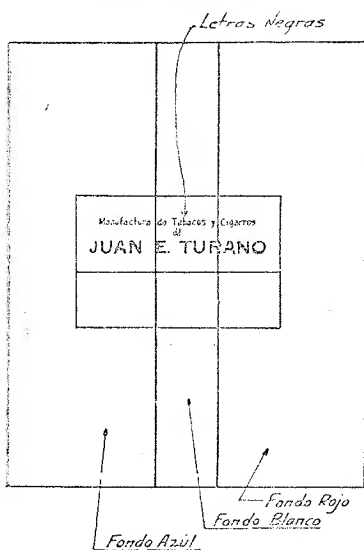 Letras Negras
Manufactura de Tabacos y Cigarros
de
JUAN E. TURANO
Fondo Rojo
Fondo Blanco
Fondo Azúl